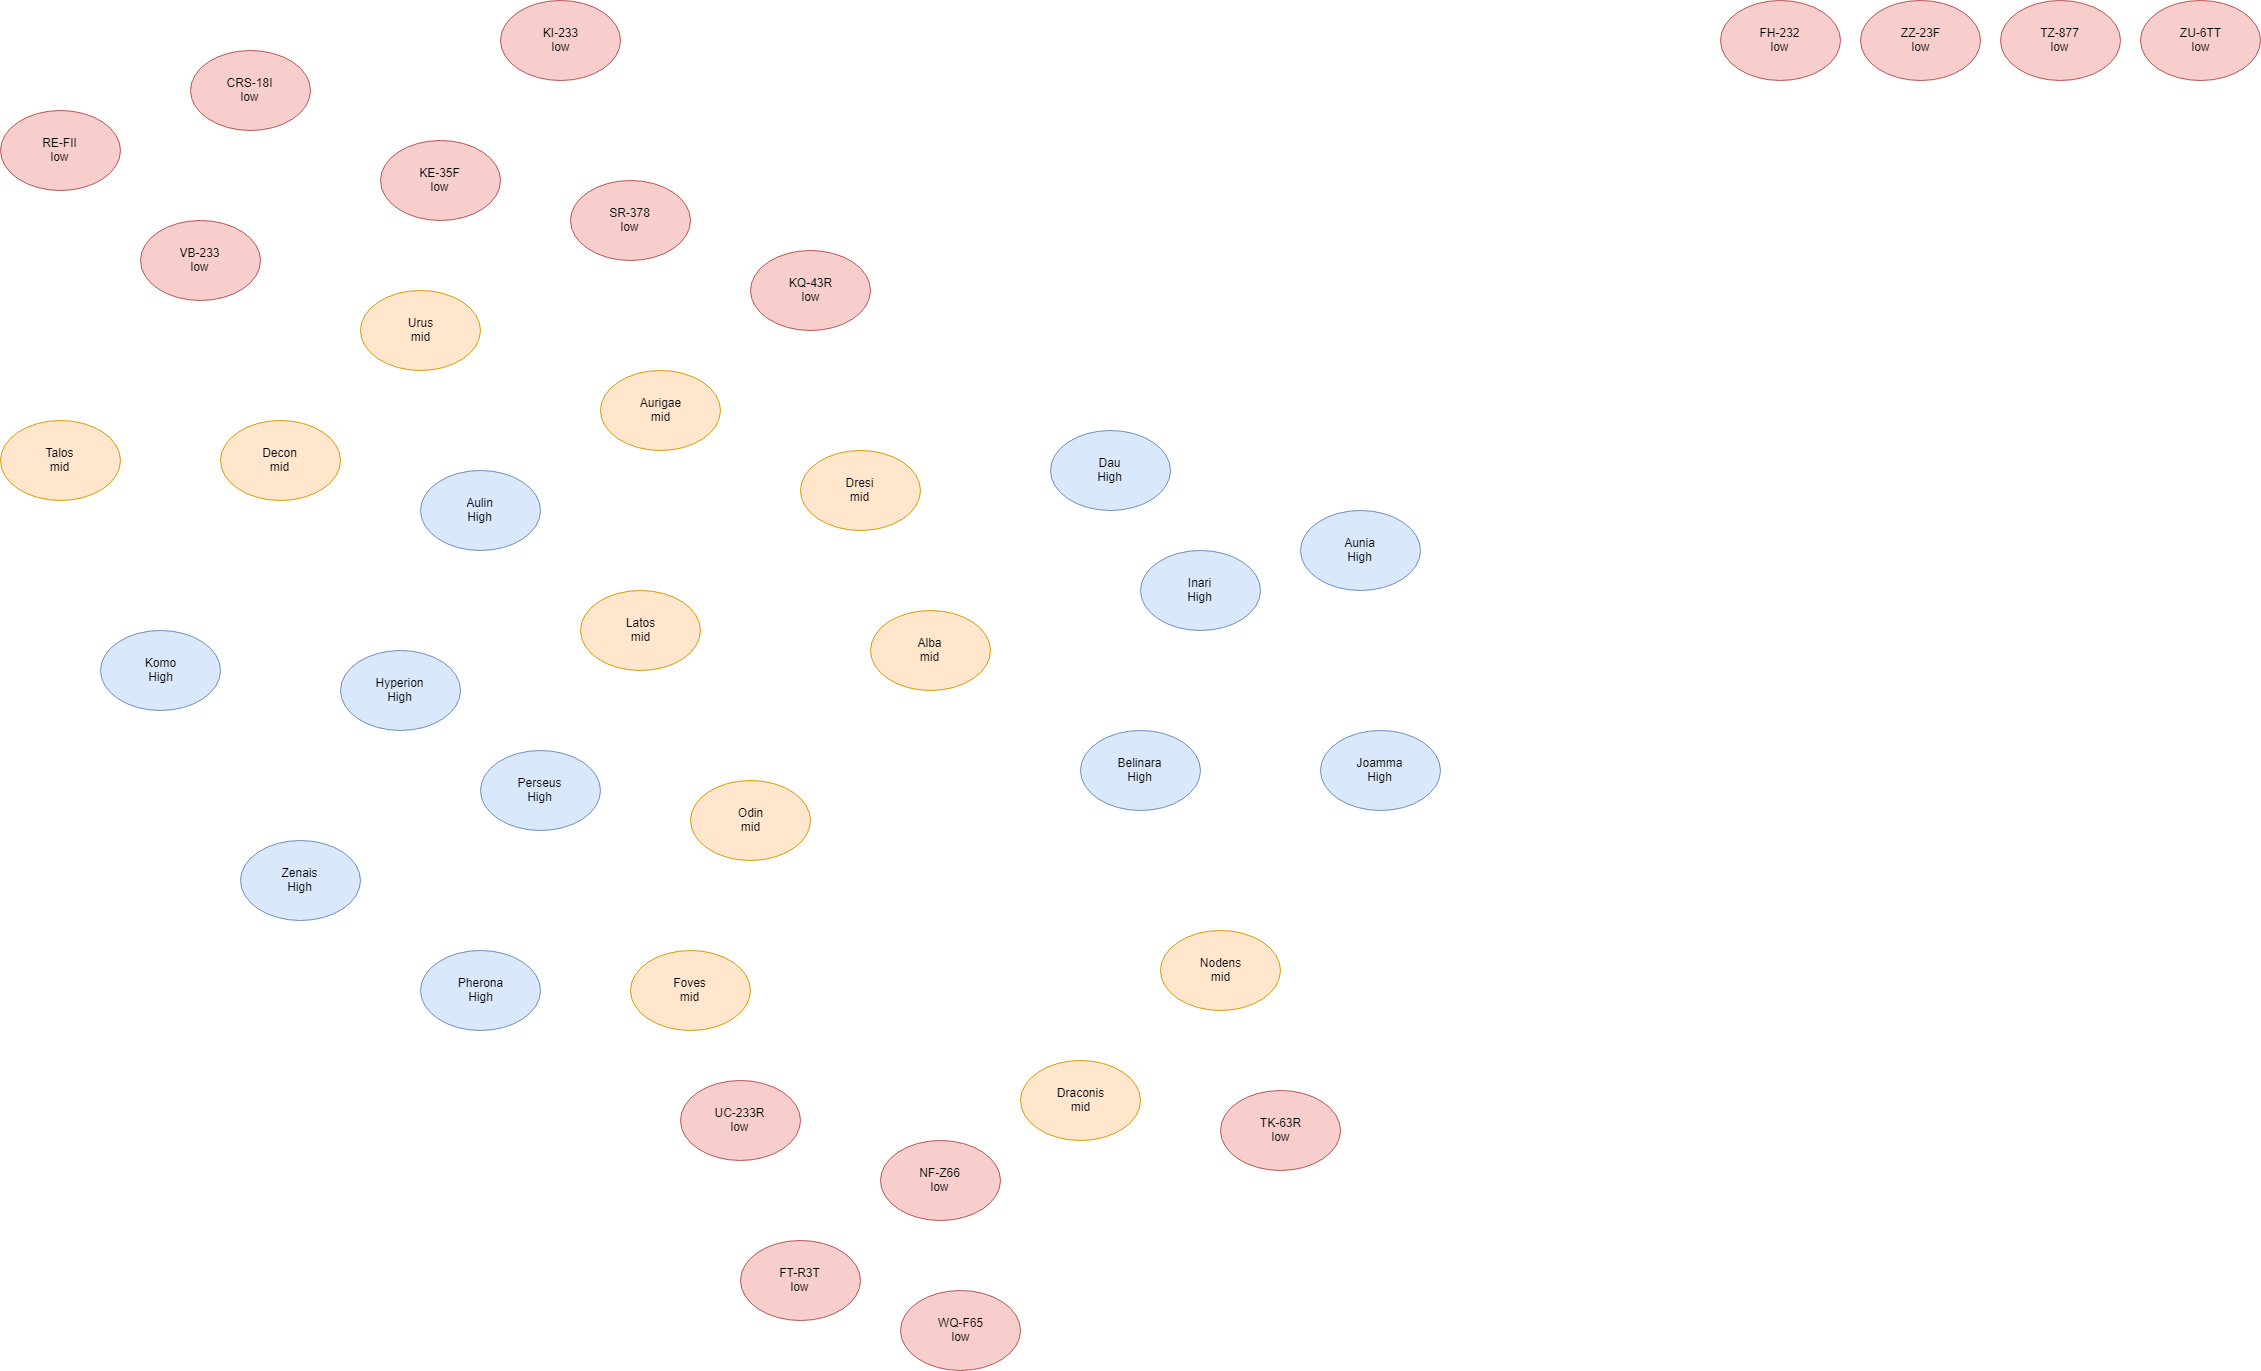 KI-233
low
FH-232
low
ZZ-23F
low
TZ-877
low
ZU-6TT
low
CRS-18I
low
RE-FII
low
KE-35F
low
SR-378
low
VB-233
low
KQ-43R
low
Urus
mid
Aurigae
mid
Talos
mid
Decon
mid
Dau
High
Dresi
mid
Aulin
High
Aunia
High
Inari
High
Latos
mid
Alba
mid
Komo
High
Hyperion
High
Belinara
High
Joamma
High
Perseus
High
Odin
mid
Zenais
High
Nodens
mid
Pherona
High
Foves
mid
Draconis
mid
UC-233R
low
TK-63R
low
NF-Z66
low
FT-R3T
low
WQ-F65
low